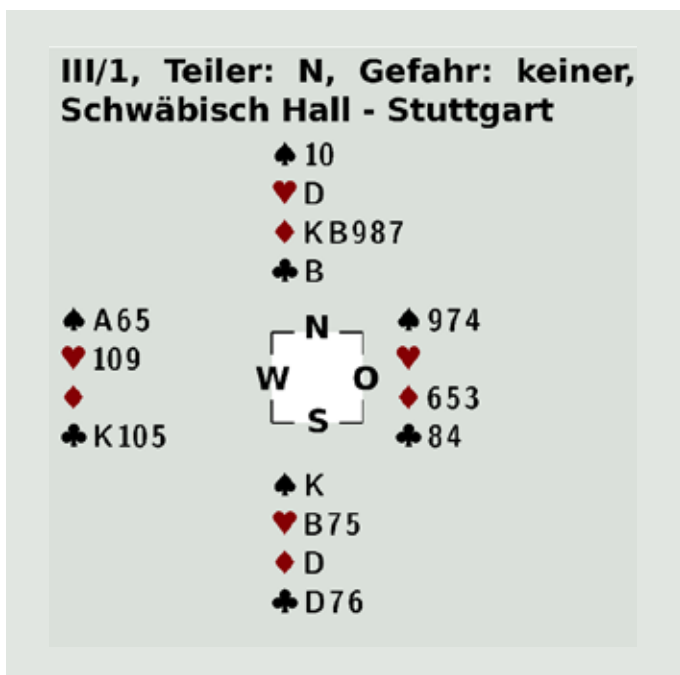 III/1, Teiler: N, Gefahr: keiner,
Schwäbisch Hall - Stuttgart
♠ 10
♥ D
♦ KB987
♣ B
♠ A65
♥ 109
♦
♣ K105
N
W O
S
♠ 974
♥
♦ 653
♣ 84
♠ K
♥ B75
♦ D
♣ D76